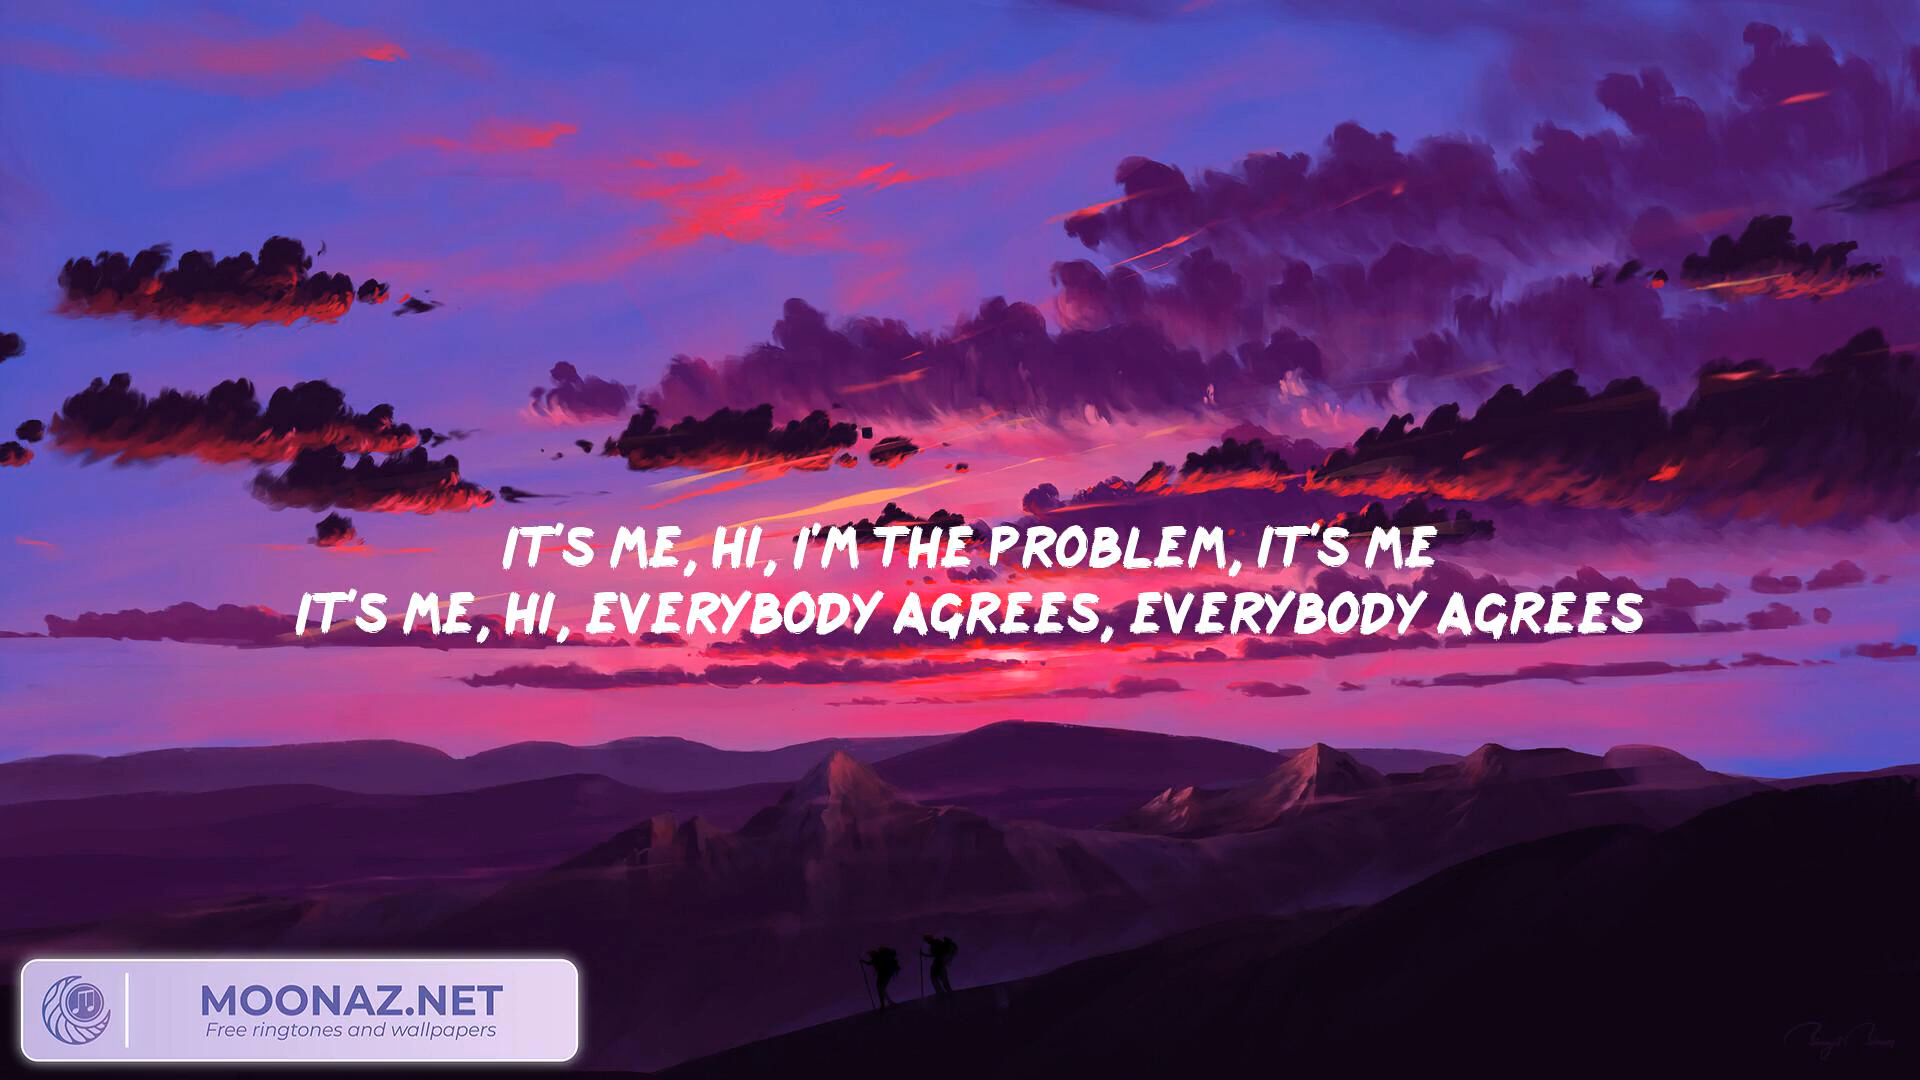 IT'S ME, HI, I'M THE PROBLEM, IT'S ME
IT'S ME, HI, EVERYBODY AGREES, EVERYBODY AGREES
MOONAZ.NET
Free ringtones and wallpapers